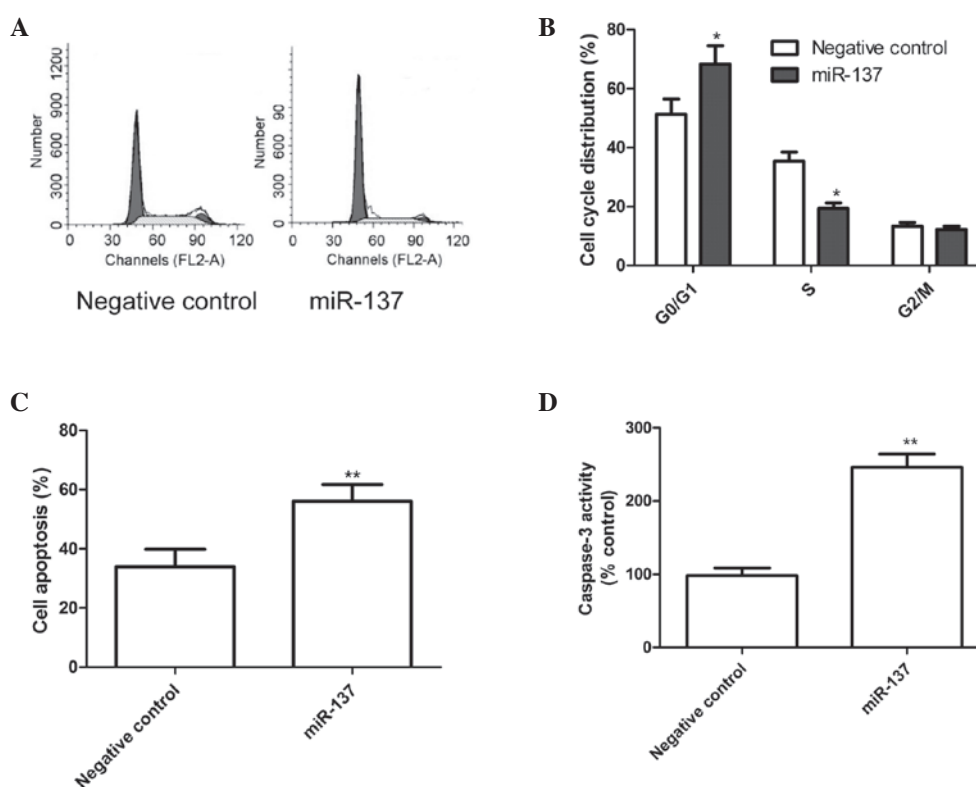 A
1200
900
600
300
0
Number
0 30 60 90 120
Channels (FL2-A)
Negative control
90
600
300
0
Number
0 30 60 90 120
Channels (FL2-A)
miR-137
B
80
60
40
20
0
Cell cycle distribution (%)
Negative control
miR-137
*
*
G0/G1
S
G2/M
C
80
60
40
20
0
Cell apoptosis (%)
**
Negative control
miR-137
D
300
200
100
0
Caspase-3 activity
(% control)
**
Negative control
miR-137